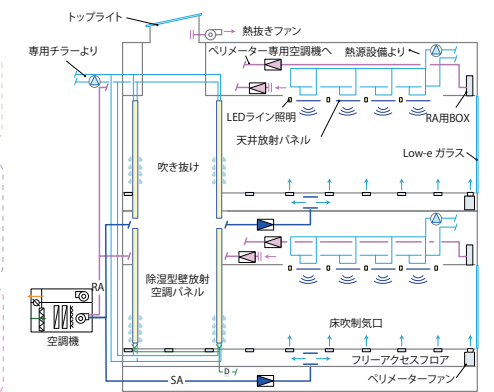 トップライト
熱抜きファン
専用チラーより
ペリメーター専用空調機へ
熱源設備より
LEDライン照明
天井放射パネル
RA用BOX
Low-e ガラス
吹き抜け
除湿型壁放射
空調パネル
RA
空調機
床吹制気口
フリーアクセスフロア
D
SA
ペリメーターファン